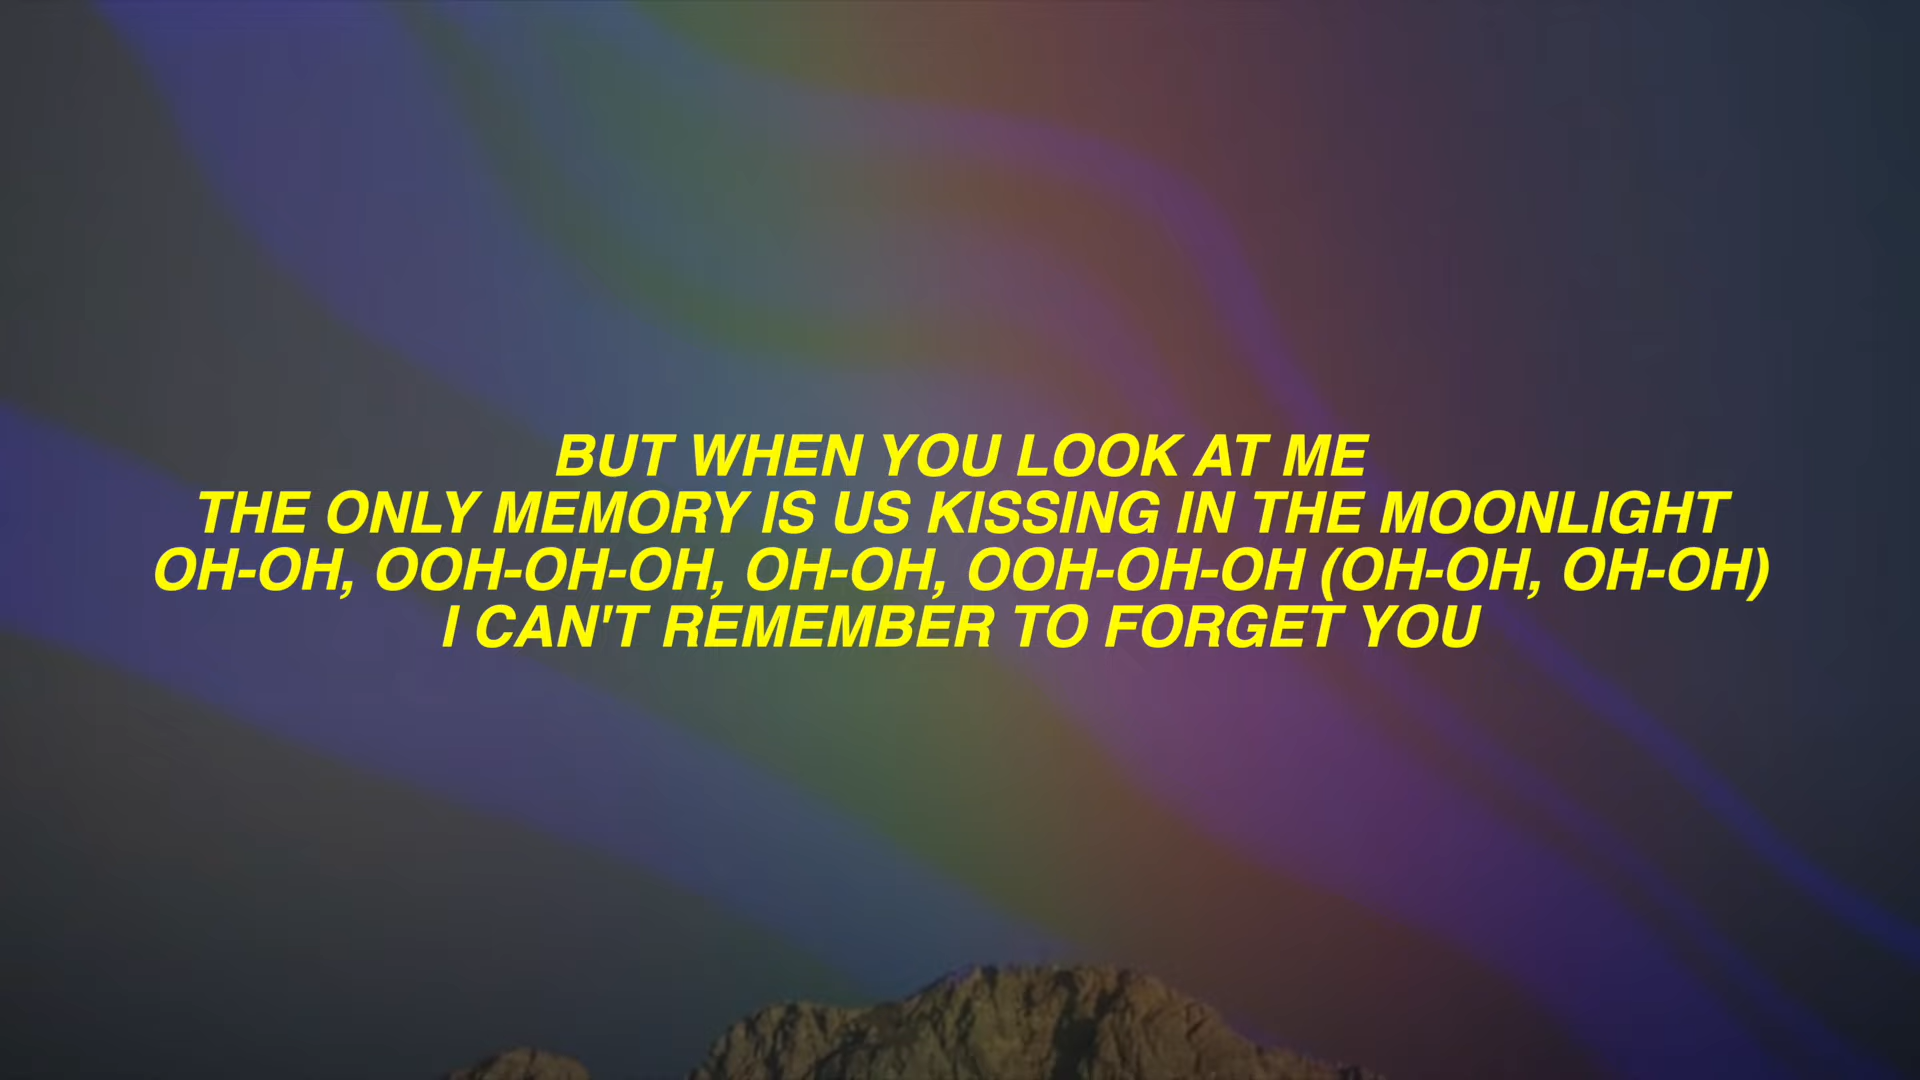 BUT WHEN YOU LOOK AT ME
THE ONLY MEMORY IS US KISSING IN THE MOONLIGHT
OH-OH, OOH-OH-OH, OH-OH, OOH-OH-OH (OH-OH, OH-OH)
I CAN'T REMEMBER TO FORGET YOU